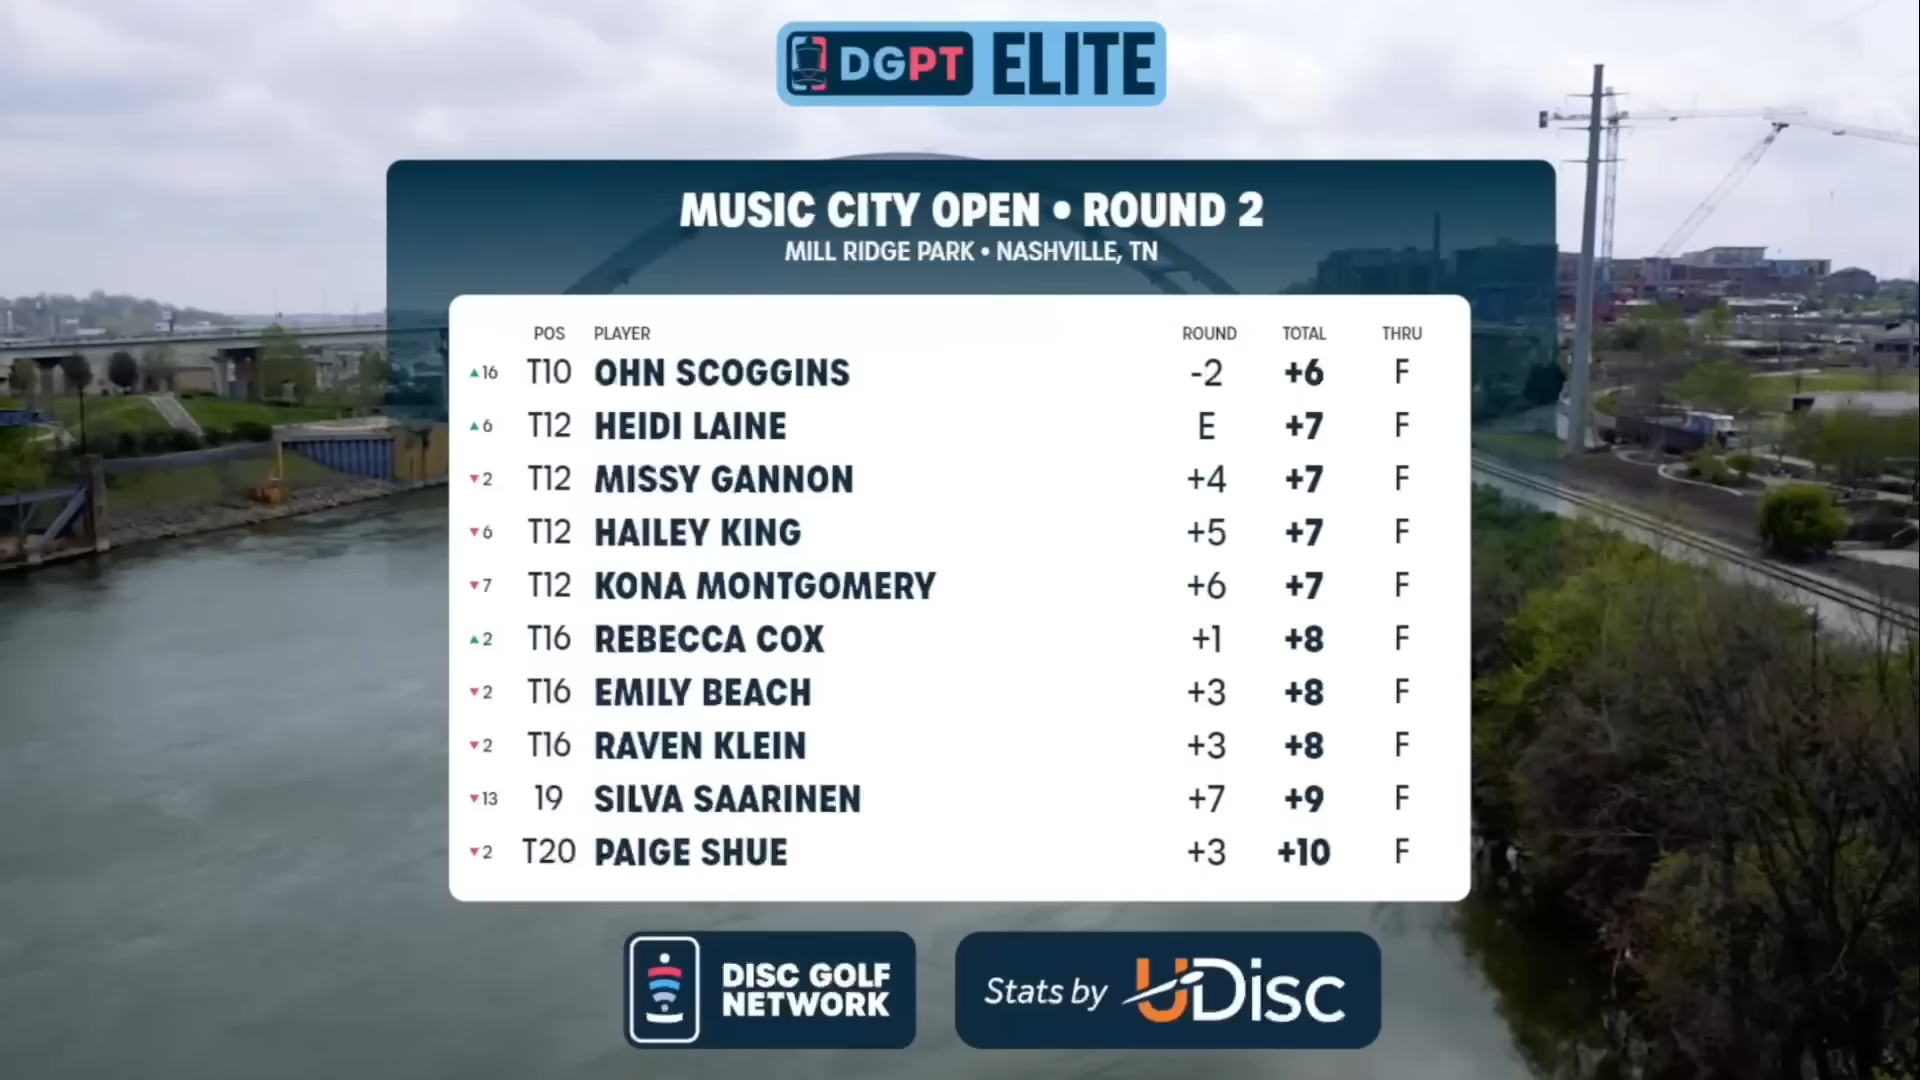 DGPT ELITE
MUSIC CITY OPEN • ROUND 2
MILL RIDGE PARK • NASHVILLE, TN
POS PLAYER ROUND TOTAL THRU
▲16 T10 OHN SCOGGINS -2 +6 F
▲6 T12 HEIDI LAINE E +7 F
▼2 T12 MISSY GANNON +4 +7 F
▼6 T12 HAILEY KING +5 +7 F
▼7 T12 KONA MONTGOMERY +6 +7 F
▲2 T16 REBECCA COX +1 +8 F
▼2 T16 EMILY BEACH +3 +8 F
▼2 T16 RAVEN KLEIN +3 +8 F
▼13 19 SILVA SAARINEN +7 +9 F
▼2 T20 PAIGE SHUE +3 +10 F
DISC GOLF
NETWORK
Stats by UDisc